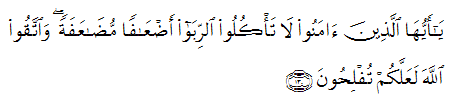 يَـٰٓأَيُّهَا ٱلَّذِينَ ءَامَنُوا۟ لَا تَأْكُلُوا۟ ٱلرِّبَوٰٓا۟ أَضْعَـٰفًا مُّضَـٰعَفَةً ۖ وَٱتَّقُوا۟
ٱللَّهَ لَعَلَّكُمْ تُفْلِحُونَ ۝١٣٠